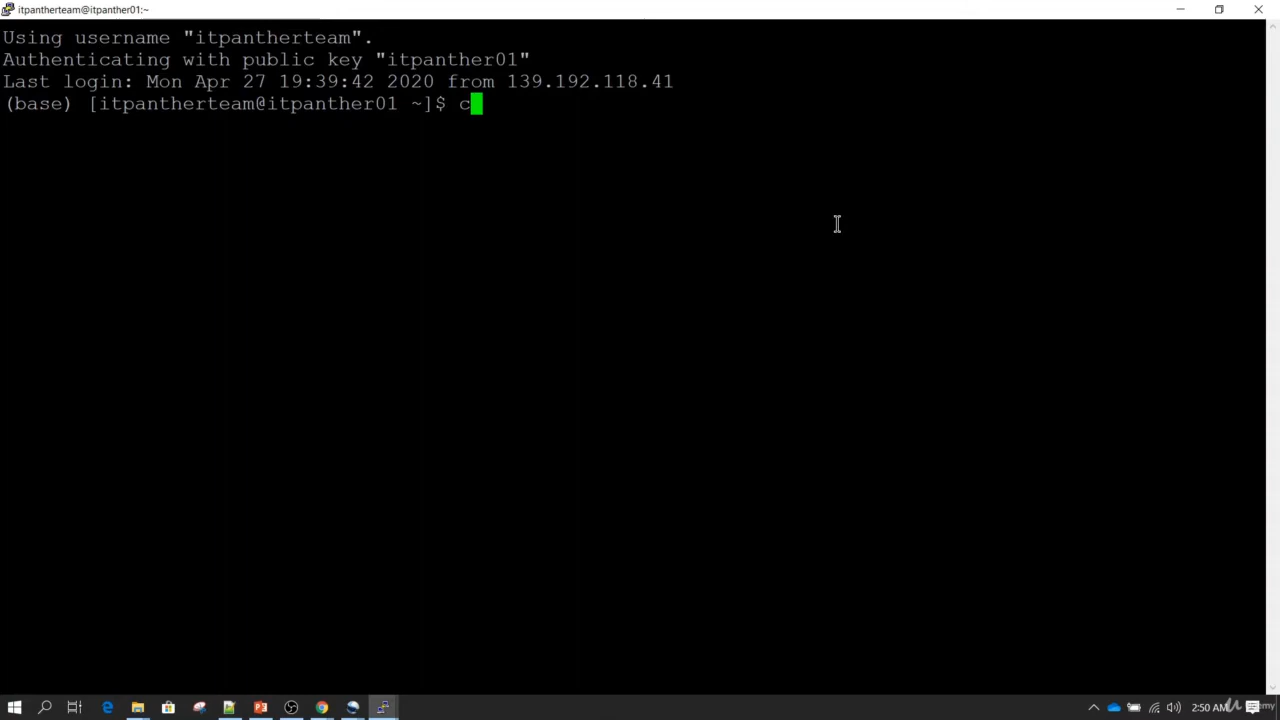 itpantherteam@itpanther01:~
Using username "itpantherteam".
Authenticating with public key "itpanther01"
Last login: Mon Apr 27 19:39:42 2020 from 139.192.118.41
(base) [itpantherteam@itpanther01 ~]$ c
2:50 AM